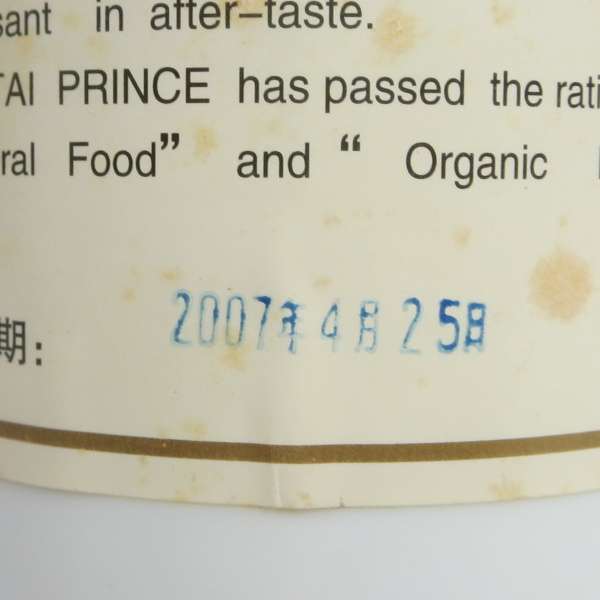 sant in after-taste.
TAI PRINCE has passed the rati
ral Food” and “ Organic
期: 2007年4月25日